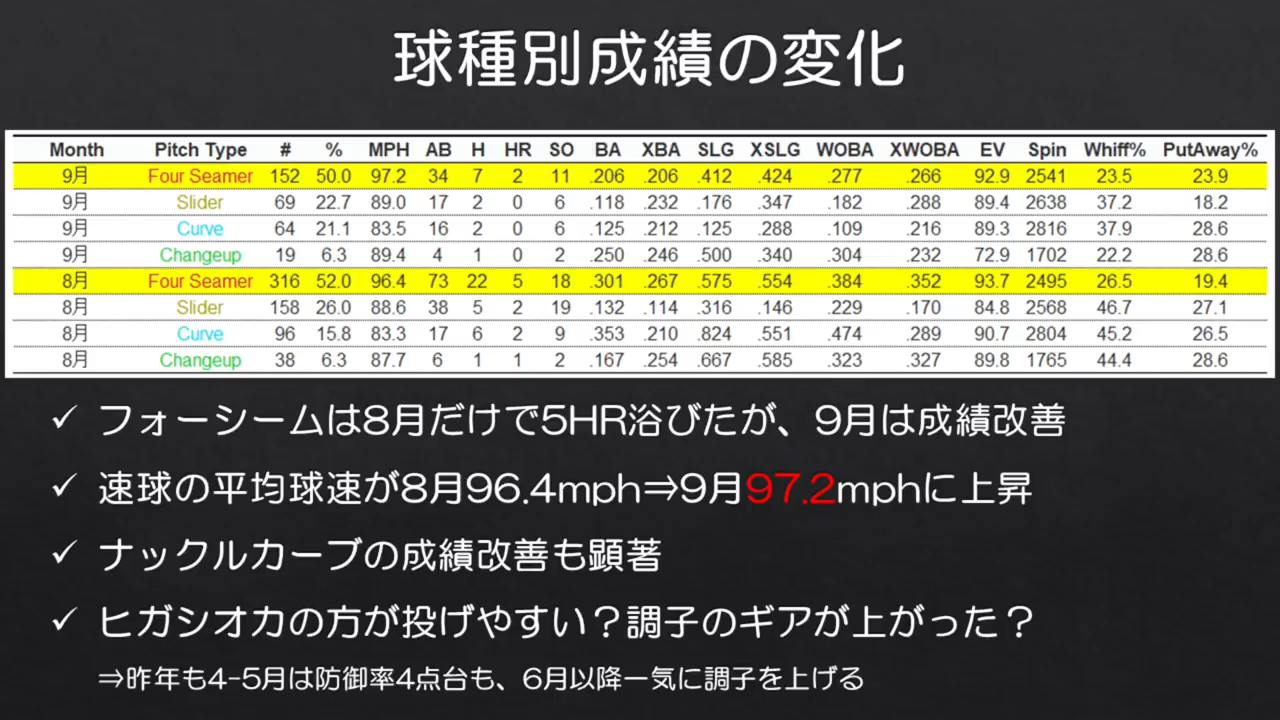 球種別成績の変化
Month Pitch Type # % MPH AB H HR SO BA XBA SLG XSLG WOBA XWOBA EV Spin Whiff% PutAway%
9月 Four Seamer 152 50.0 97.2 34 7 2 11 .206 .206 .412 .424 .277 .266 92.9 2541 23.5 23.9
9月 Slider 69 22.7 89.0 17 2 0 6 .118 .232 .176 .347 .182 .288 89.4 2638 37.2 18.2
9月 Curve 64 21.1 83.5 16 2 0 6 .125 .212 .125 .288 .109 .216 89.3 2816 37.9 28.6
9月 Changeup 19 6.3 89.4 4 1 0 2 .250 .246 .500 .340 .304 .232 72.9 1702 22.2 28.6
8月 Four Seamer 316 52.0 96.4 73 22 5 18 .301 .267 .575 .554 .384 .352 93.7 2495 26.5 19.4
8月 Slider 158 26.0 88.6 38 5 2 19 .132 .114 .316 .146 .229 .170 84.8 2568 46.7 27.1
8月 Curve 96 15.8 83.3 17 6 2 9 .353 .210 .824 .551 .474 .289 90.7 2804 45.2 26.5
8月 Changeup 38 6.3 87.7 6 1 1 2 .167 .254 .667 .585 .323 .327 89.8 1765 44.4 28.6
✓ フォーシームは8月だけで5HR浴びたが、9月は成績改善
✓ 速球の平均球速が8月96.4mph⇒9月97.2mphに上昇
✓ ナックルカーブの成績改善も顕著
✓ ヒガシオカの方が投げやすい？調子のギアが上がった？
⇒昨年も4-5月は防御率4点台も、6月以降一気に調子を上げる